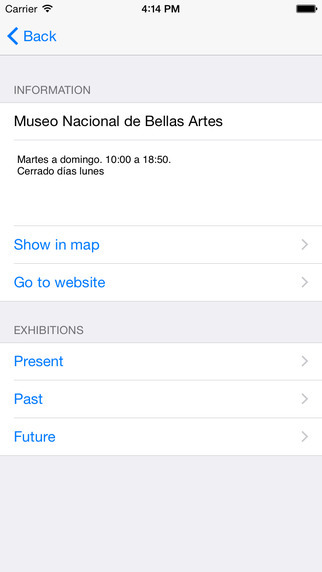 Carrier 4:14 PM
Back
INFORMATION
Museo Nacional de Bellas Artes
Martes a domingo. 10:00 a 18:50.
Cerrado días lunes
Show in map
Go to website
EXHIBITIONS
Present
Past
Future